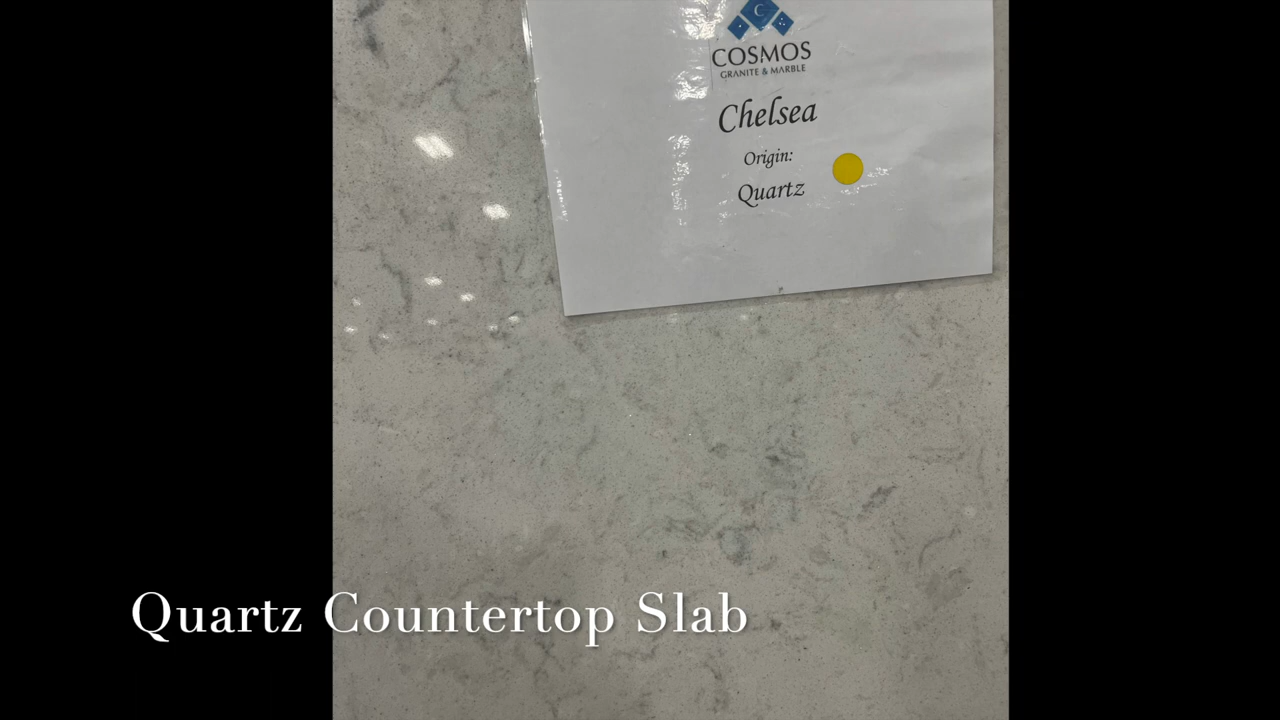 COSMOS
GRANITE & MARBLE
Chelsea
Origin:
Quartz
Quartz Countertop Slab